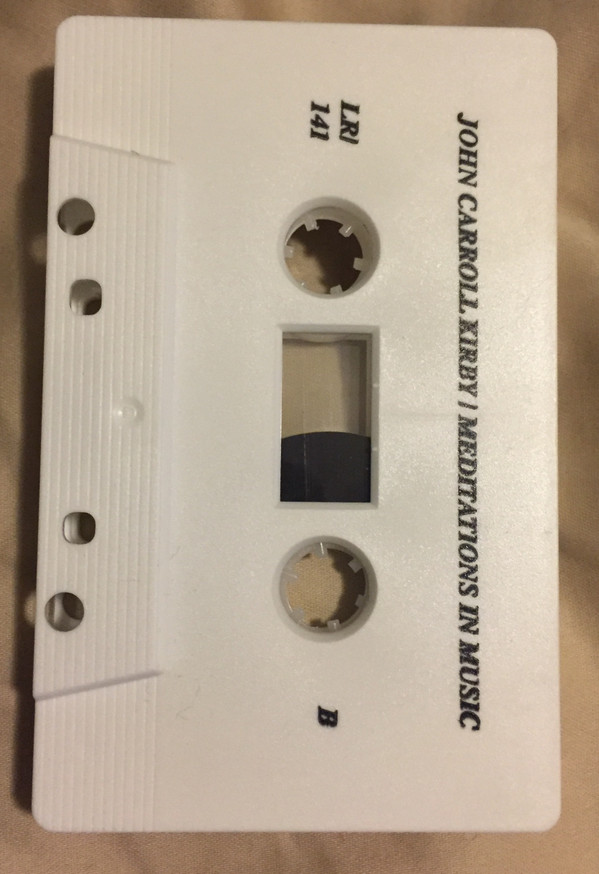 JOHN CARROLL KIRBY | MEDITATIONS IN MUSIC
LRI
141
B